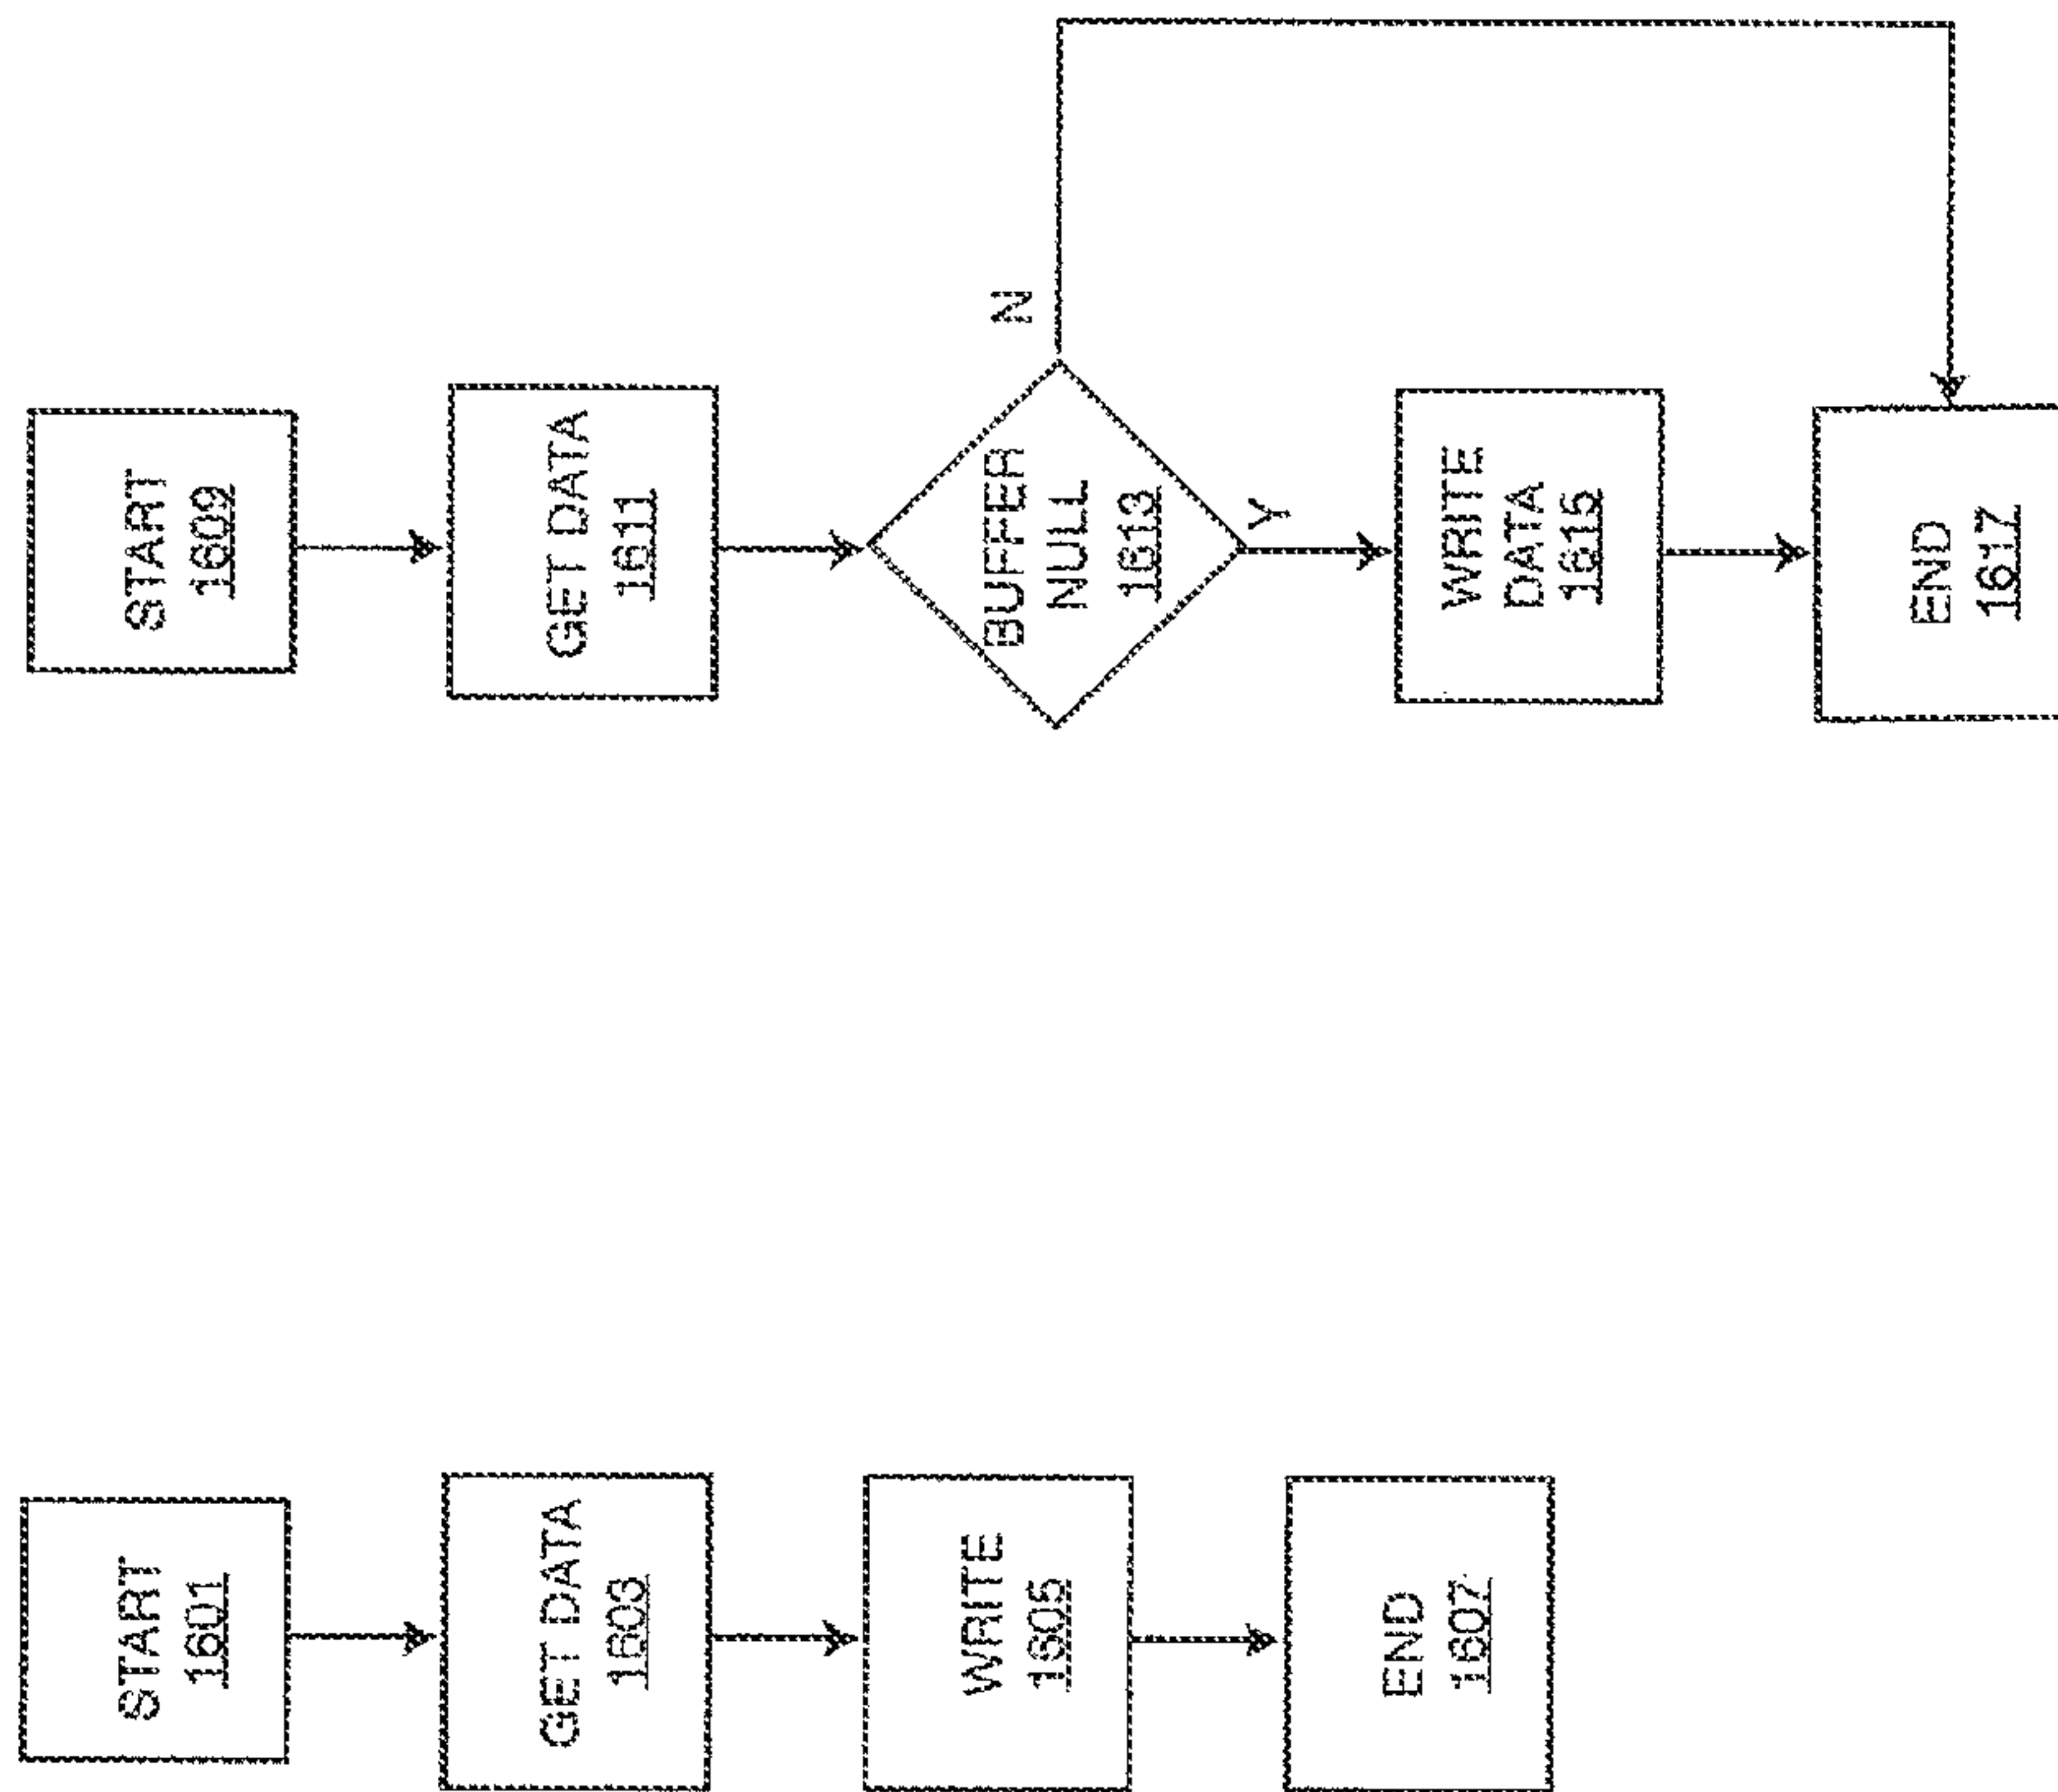 START
1601
GET DATA
1603
WRITE
1605
END
1607
START
1609
GET DATA
1611
BUFFER
NULL
1613
N
Y
WRITE
DATA
1615
END
1617